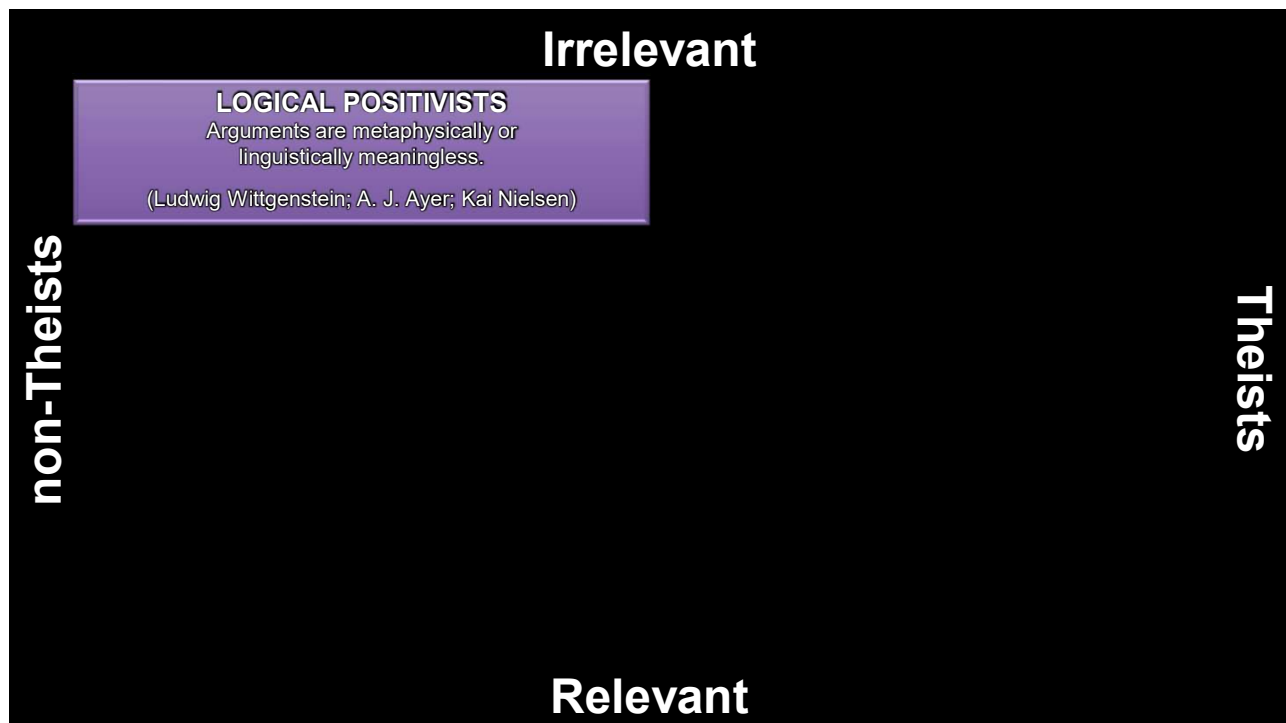 Irrelevant
LOGICAL POSITIVISTS
Arguments are metaphysically or
linguistically meaningless.
(Ludwig Wittgenstein; A. J. Ayer; Kai Nielsen)
non-Theists
Theists
Relevant